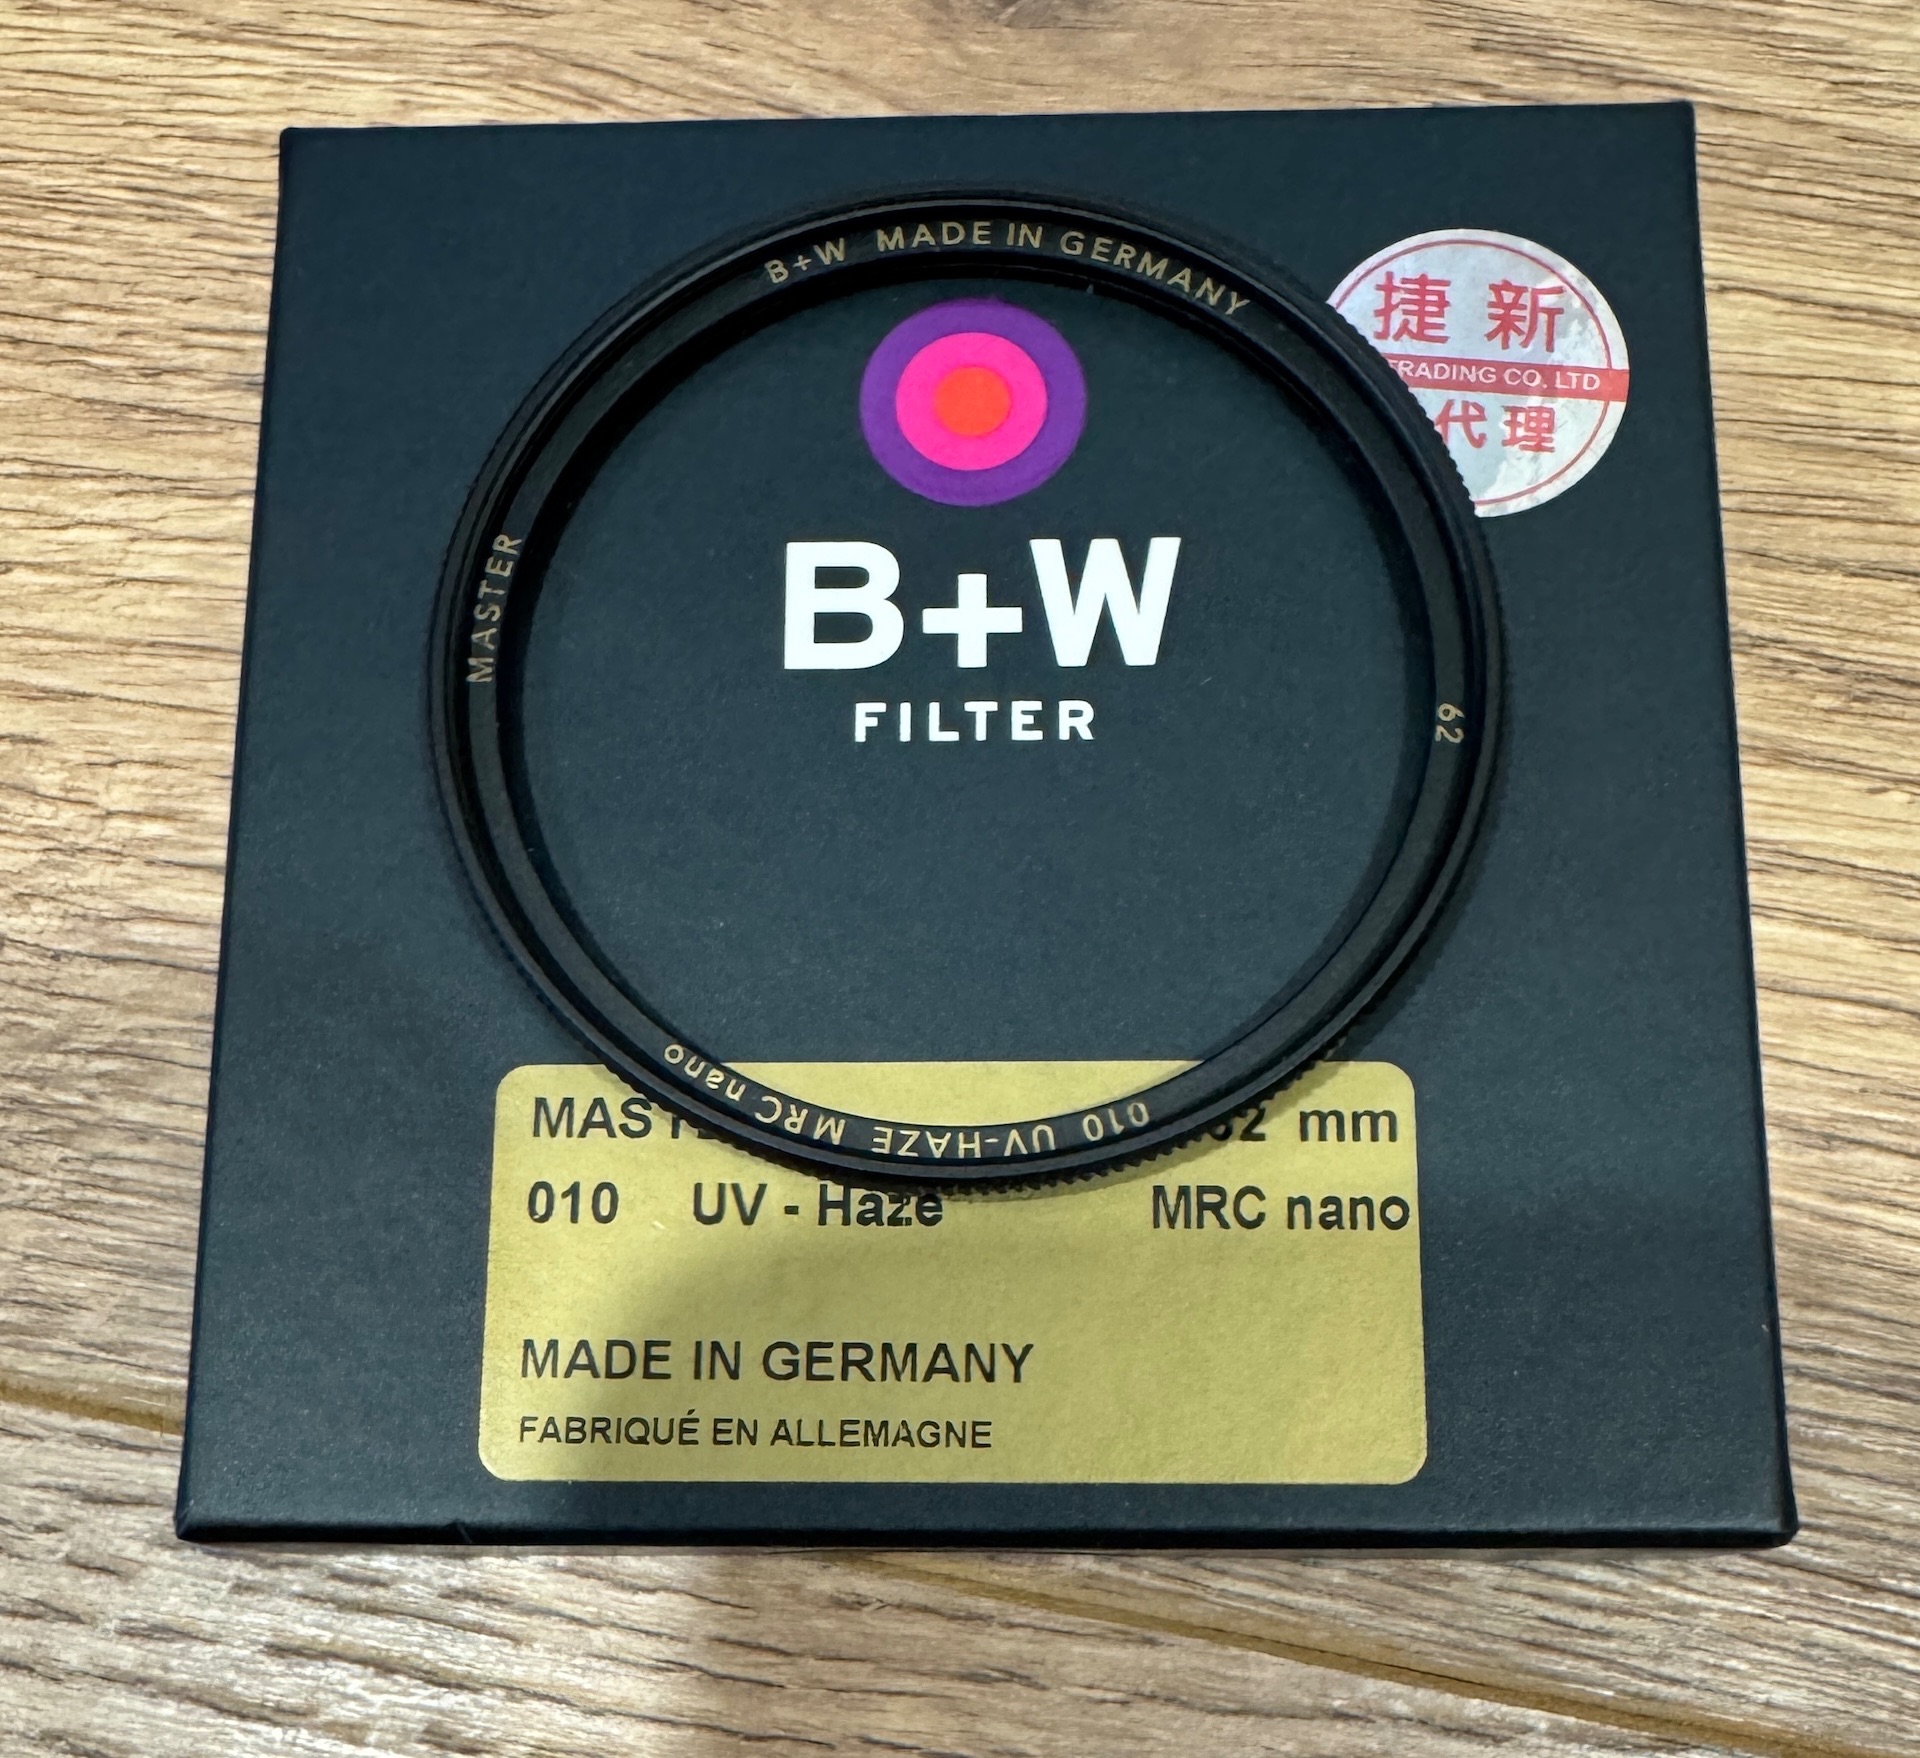 B+W MADE IN GERMANY
MASTER
62
010 UV-HAZE MRC nano
捷新
TRADING CO. LTD
代理
B+W
FILTER
mm
010 UV - Haze MRC nano
MADE IN GERMANY
FABRIQUÉ EN ALLEMAGNE